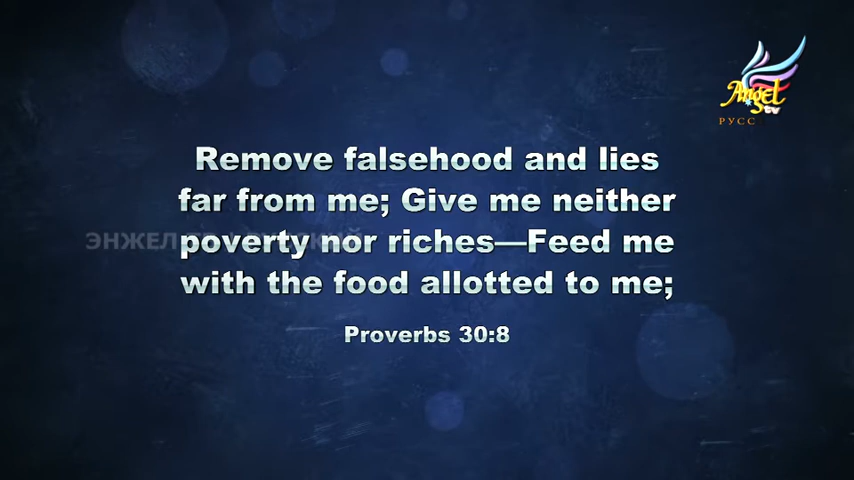 Angel
tv
РУСС
Remove falsehood and lies
far from me; Give me neither
poverty nor riches—Feed me
with the food allotted to me;
Proverbs 30:8